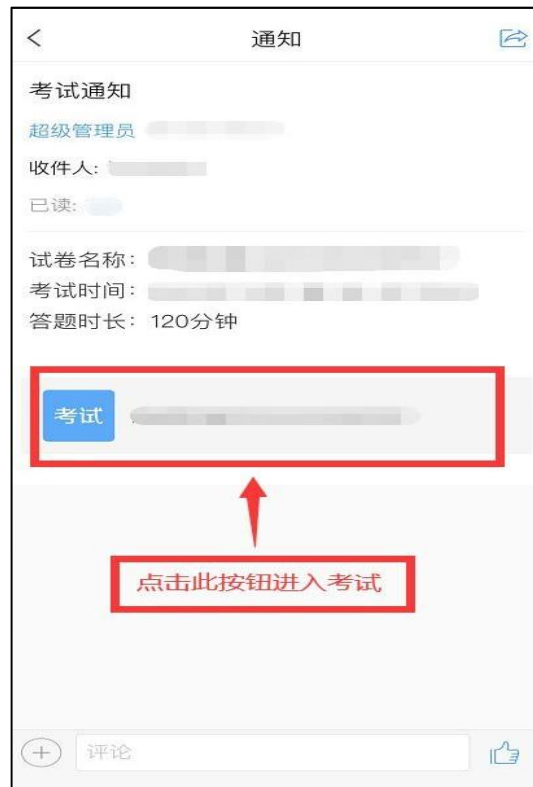 通知
考试通知
超级管理员
收件人:
已读:
试卷名称：
考试时间：
答题时长：120分钟
考试
点击此按钮进入考试
评论